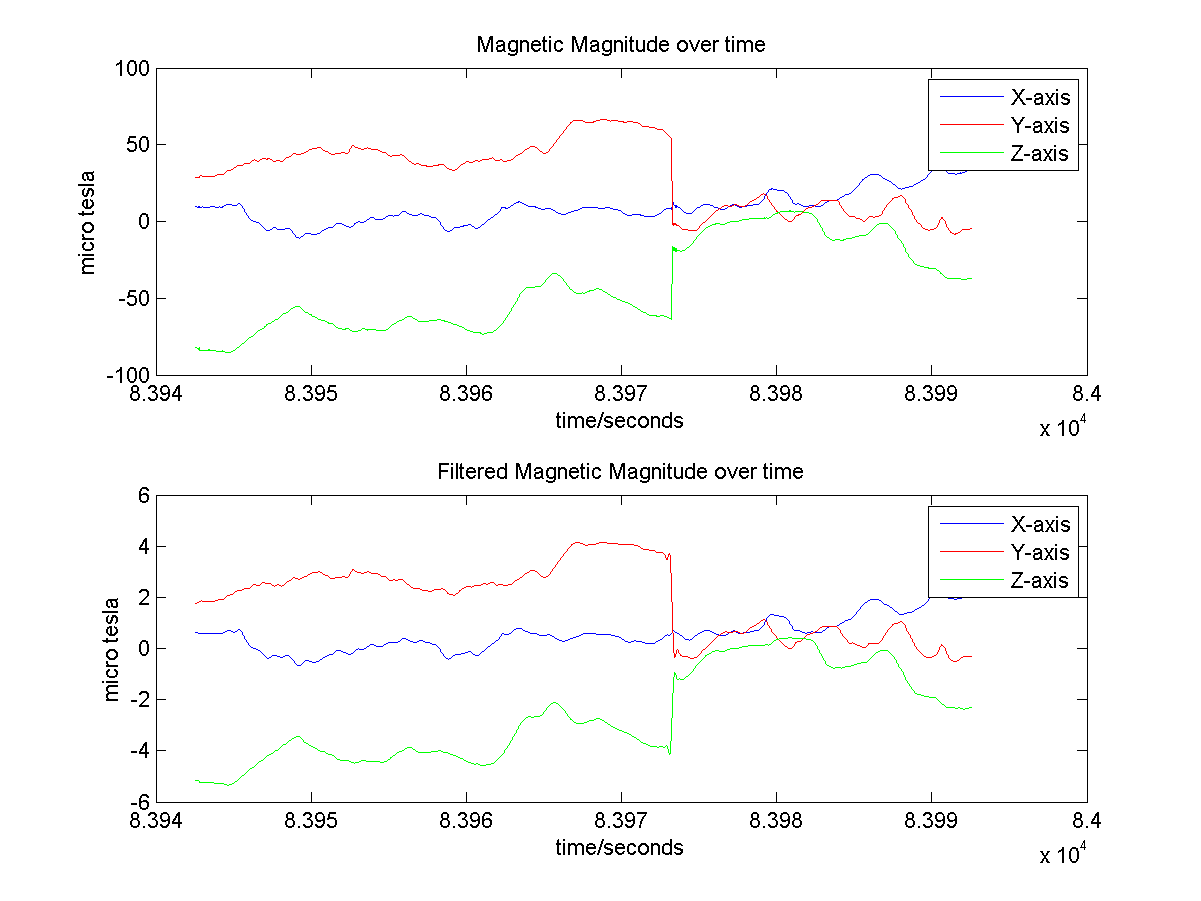 Magnetic Magnitude over time
100
50
0
-50
-100
micro tesla
X-axis
Y-axis
Z-axis
8.394 8.395 8.396 8.397 8.398 8.399 8.4
time/seconds
x 10^4
Filtered Magnetic Magnitude over time
6
4
2
0
-2
-4
-6
micro tesla
X-axis
Y-axis
Z-axis
8.394 8.395 8.396 8.397 8.398 8.399 8.4
time/seconds
x 10^4